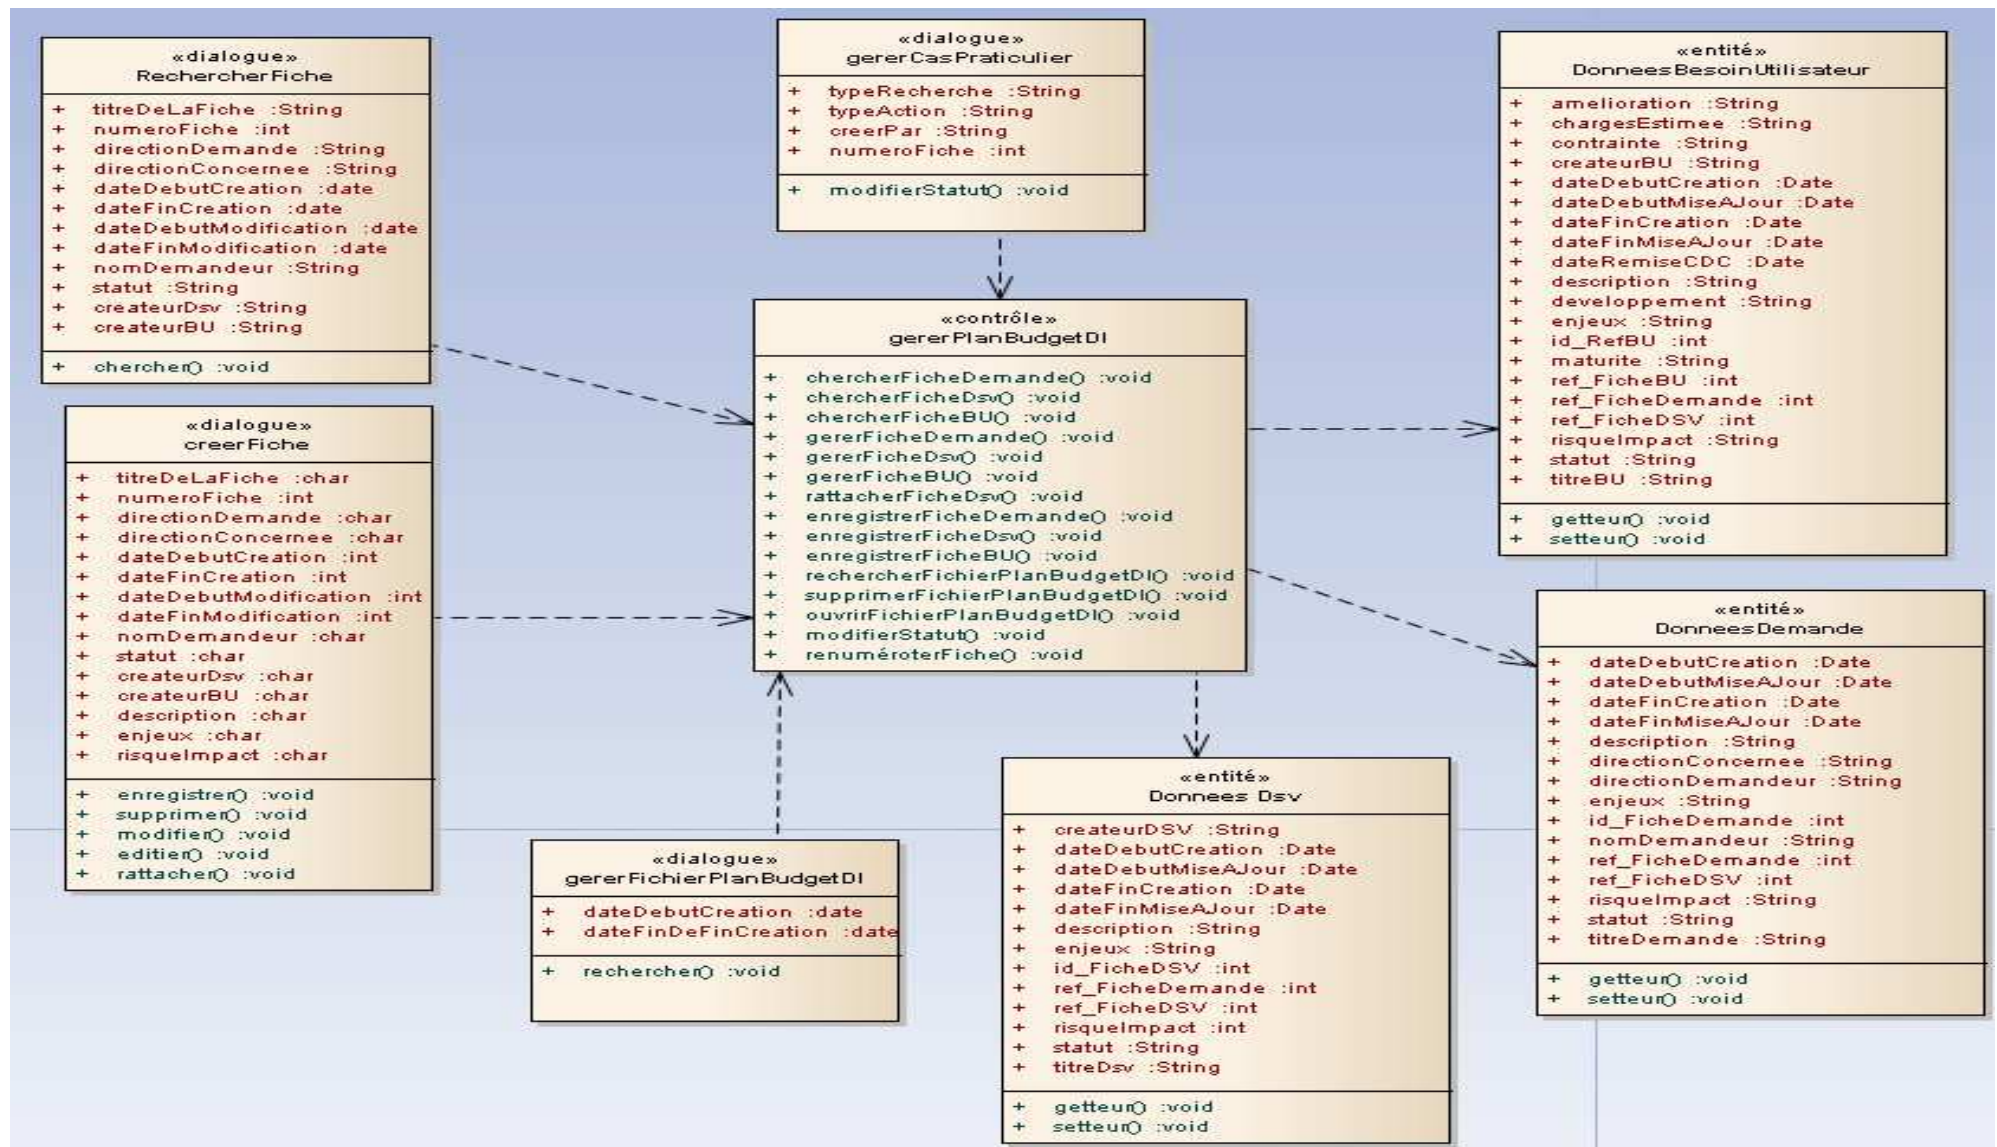 «dialogue»
RechercherFiche
+ titreDeLaFiche :String
+ numeroFiche :int
+ directionDemande :String
+ directionConcernee :String
+ dateDebutCreation :date
+ dateFinCreation :date
+ dateDebutModification :date
+ dateFinModification :date
+ nomDemandeur :String
+ statut :String
+ createurDsv :String
+ createurBU :String
+ chercher() :void
«dialogue»
gererCasPraticulier
+ typeRecherche :String
+ typeAction :String
+ creerPar :String
+ numeroFiche :int
+ modifierStatut() :void
«entité»
DonneesBesoinUtilisateur
+ amelioration :String
+ chargesEstimee :String
+ contrainte :String
+ createurBU :String
+ dateDebutCreation :Date
+ dateDebutMiseAJour :Date
+ dateFinCreation :Date
+ dateFinMiseAJour :Date
+ dateRemiseCDC :Date
+ description :String
+ developpement :String
+ enjeux :String
+ id_RefBU :int
+ maturite :String
+ ref_FicheBU :int
+ ref_FicheDemande :int
+ ref_FicheDSV :int
+ risqueImpact :String
+ statut :String
+ titreBU :String
+ getteur() :void
+ setteur() :void
«contrôle»
gererPlanBudgetDI
+ chercherFicheDemande() :void
+ chercherFicheDsv() :void
+ chercherFicheBU() :void
+ gererFicheDemande() :void
+ gererFicheDsv() :void
+ gererFicheBU() :void
+ rattacherFicheDsv() :void
+ enregistrerFicheDemande() :void
+ enregistrerFicheDsv() :void
+ enregistrerFicheBU() :void
+ rechercherFichierPlanBudgetDI() :void
+ supprimerFichierPlanBudgetDI() :void
+ ouvrirFichierPlanBudgetDI() :void
+ modifierStatut() :void
+ renuméroterFiche() :void
«dialogue»
creerFiche
+ titreDeLaFiche :char
+ numeroFiche :int
+ directionDemande :char
+ directionConcernee :char
+ dateDebutCreation :int
+ dateFinCreation :int
+ dateDebutModification :int
+ dateFinModification :int
+ nomDemandeur :char
+ statut :char
+ createurDsv :char
+ createurBU :char
+ description :char
+ enjeux :char
+ risqueImpact :char
+ enregistrer() :void
+ supprimer() :void
+ modifier() :void
+ editier() :void
+ rattacher() :void
«dialogue»
gererFichierPlanBudgetDI
+ dateDebutCreation :date
+ dateFinDeFinCreation :date
+ rechercher() :void
«entité»
Donnees Dsv
+ createurDSV :String
+ dateDebutCreation :Date
+ dateDebutMiseAJour :Date
+ dateFinCreation :Date
+ dateFinMiseAJour :Date
+ description :String
+ enjeux :String
+ id_FicheDSV :int
+ ref_FicheDemande :int
+ ref_FicheDSV :int
+ risqueImpact :int
+ statut :String
+ titreDsv :String
+ getteur() :void
+ setteur() :void
«entité»
DonneesDemande
+ dateDebutCreation :Date
+ dateDebutMiseAJour :Date
+ dateFinCreation :Date
+ dateFinMiseAJour :Date
+ description :String
+ directionConcernee :String
+ directionDemandeur :String
+ enjeux :String
+ id_FicheDemande :int
+ nomDemandeur :String
+ ref_FicheDemande :int
+ ref_FicheDSV :int
+ risqueImpact :String
+ statut :String
+ titreDemande :String
+ getteur() :void
+ setteur() :void